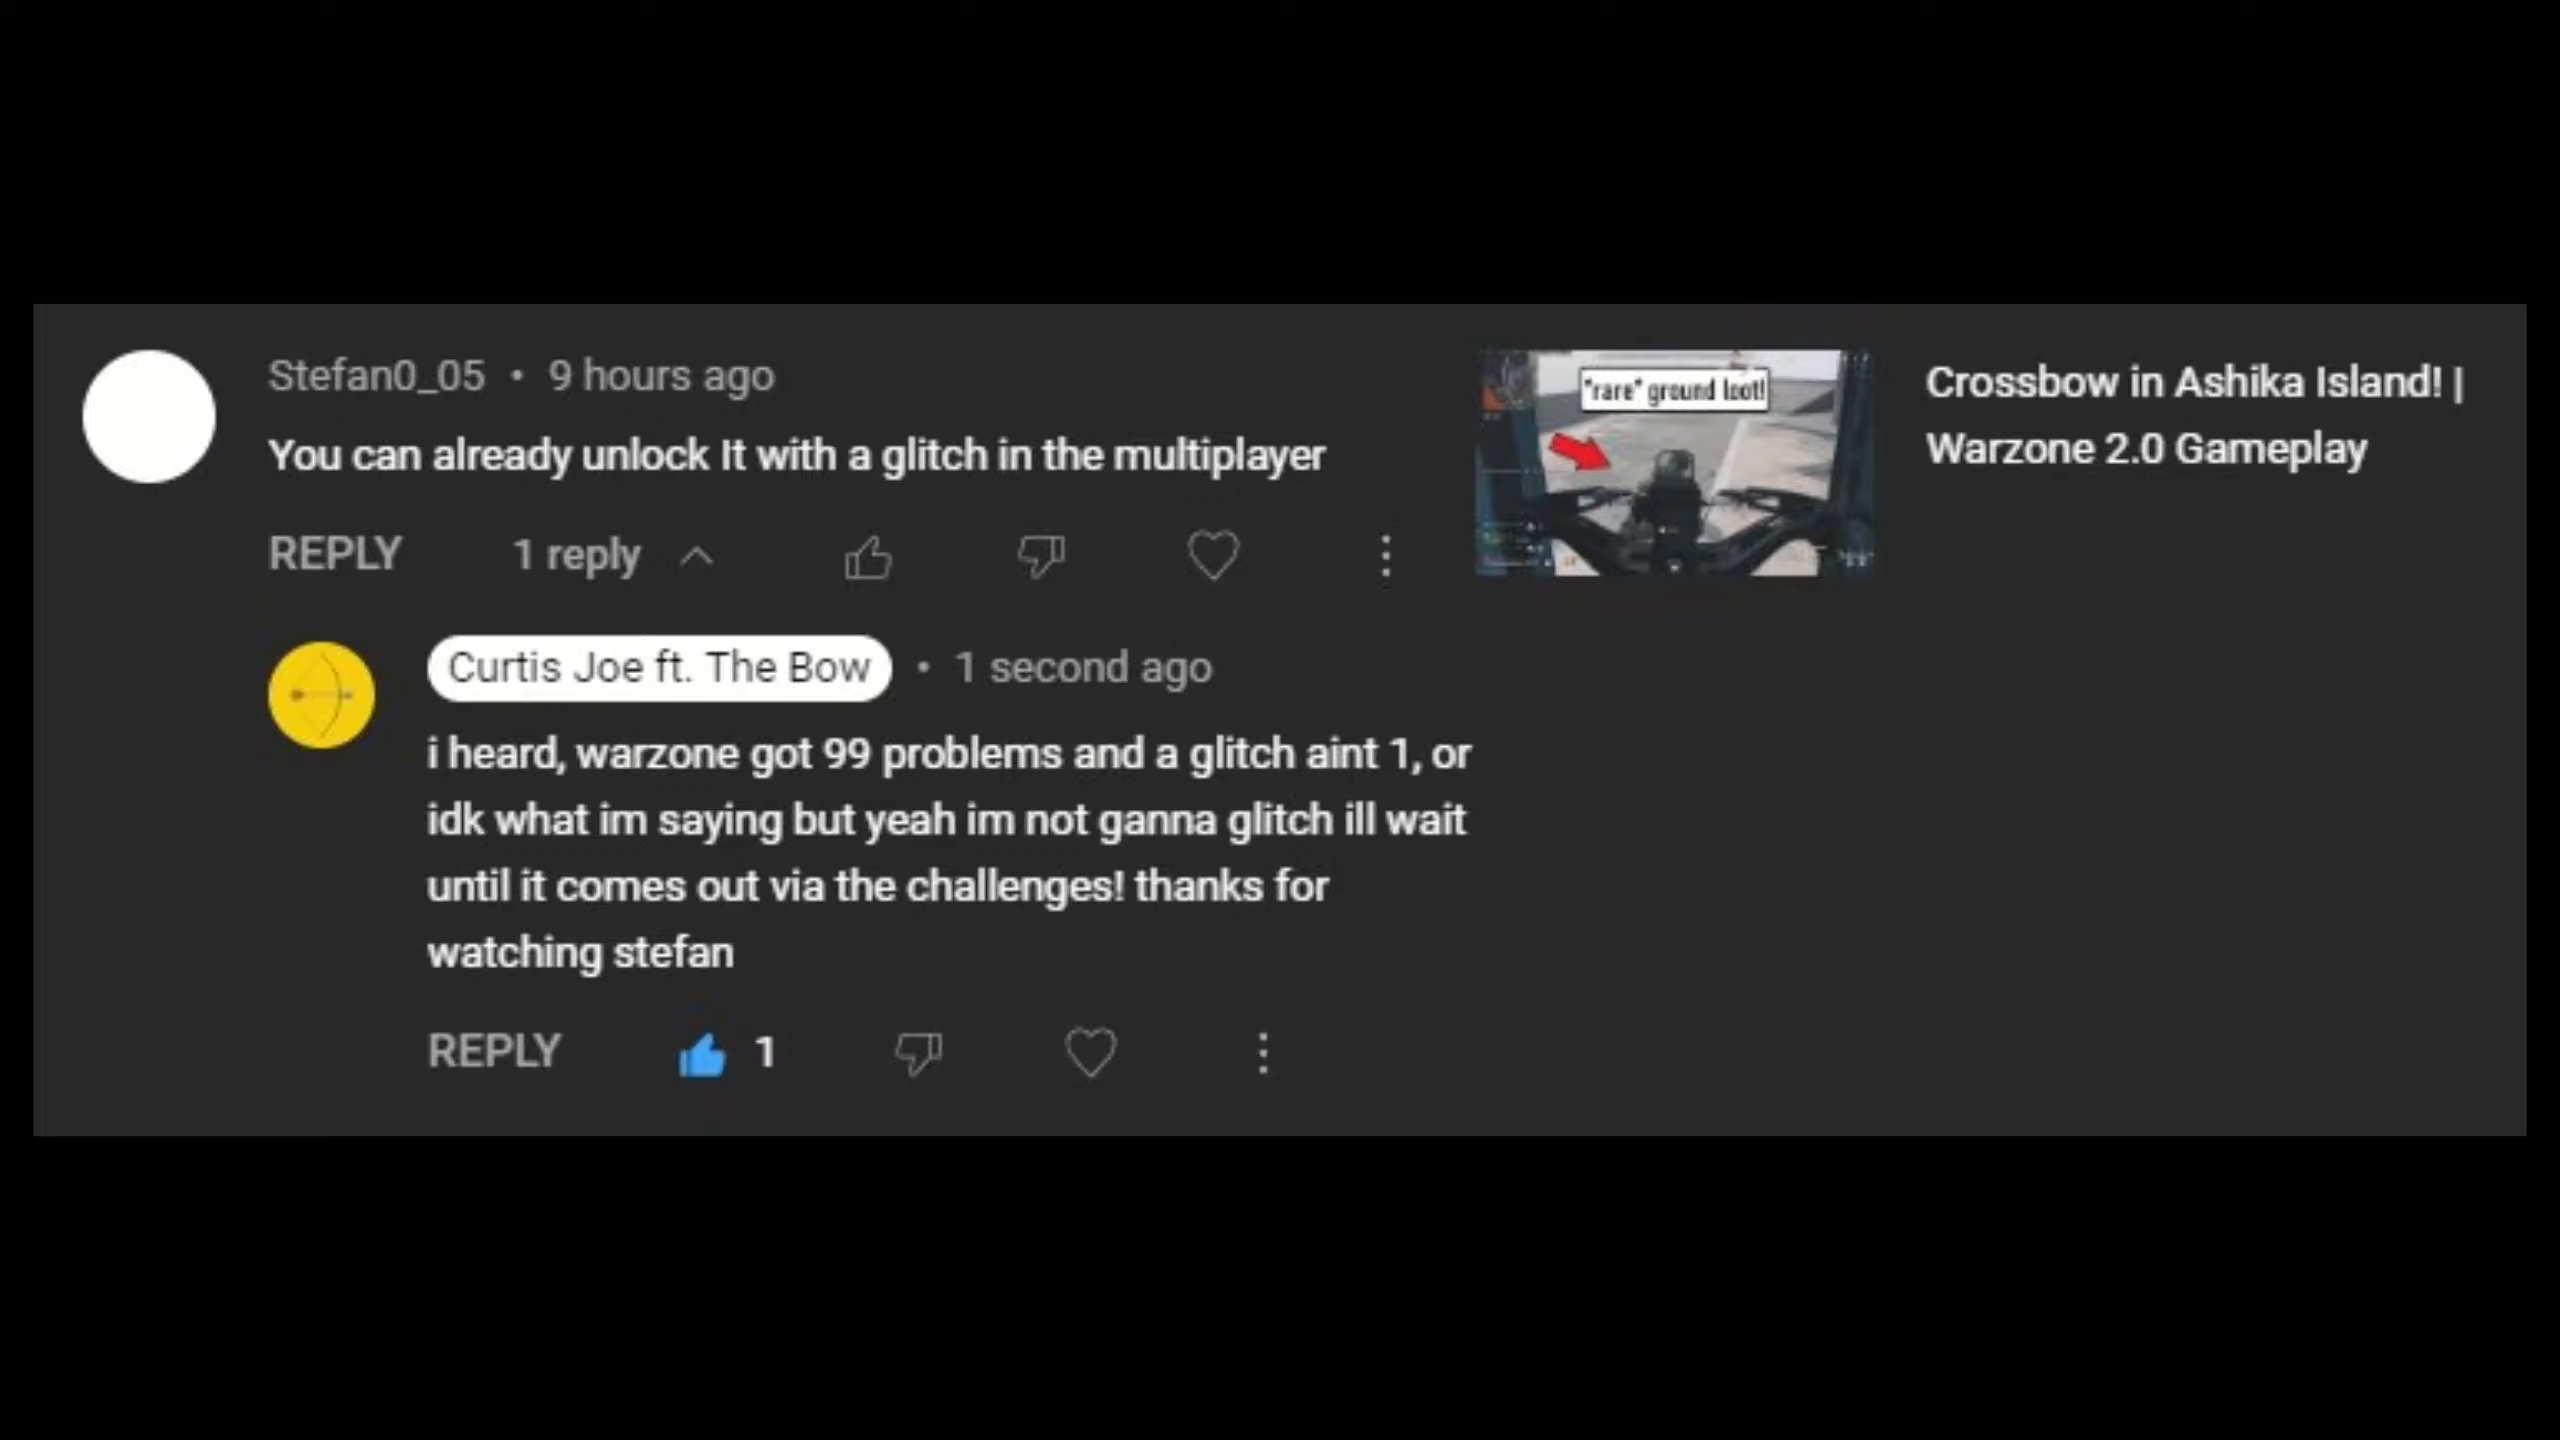 Stefan0_05 • 9 hours ago
You can already unlock It with a glitch in the multiplayer
REPLY 1 reply
*rare* ground loot!
Crossbow in Ashika Island! |
Warzone 2.0 Gameplay
Curtis Joe ft. The Bow • 1 second ago
i heard, warzone got 99 problems and a glitch aint 1, or
idk what im saying but yeah im not ganna glitch ill wait
until it comes out via the challenges! thanks for
watching stefan
REPLY 1